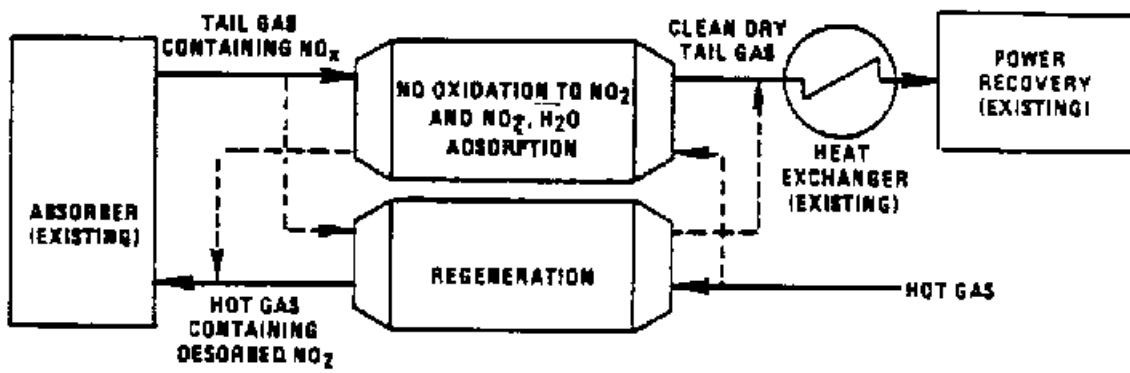 TAIL GAS
CONTAINING NOx
CLEAN DRY
TAIL GAS
NO OXIDATION TO NO2
AND NO2, H2O
ADSORPTION
POWER
RECOVERY
(EXISTING)
HEAT
EXCHANGER
(EXISTING)
ABSORBER
(EXISTING)
REGENERATION
HOT GAS
HOT GAS
CONTAINING
DESORBED NO2